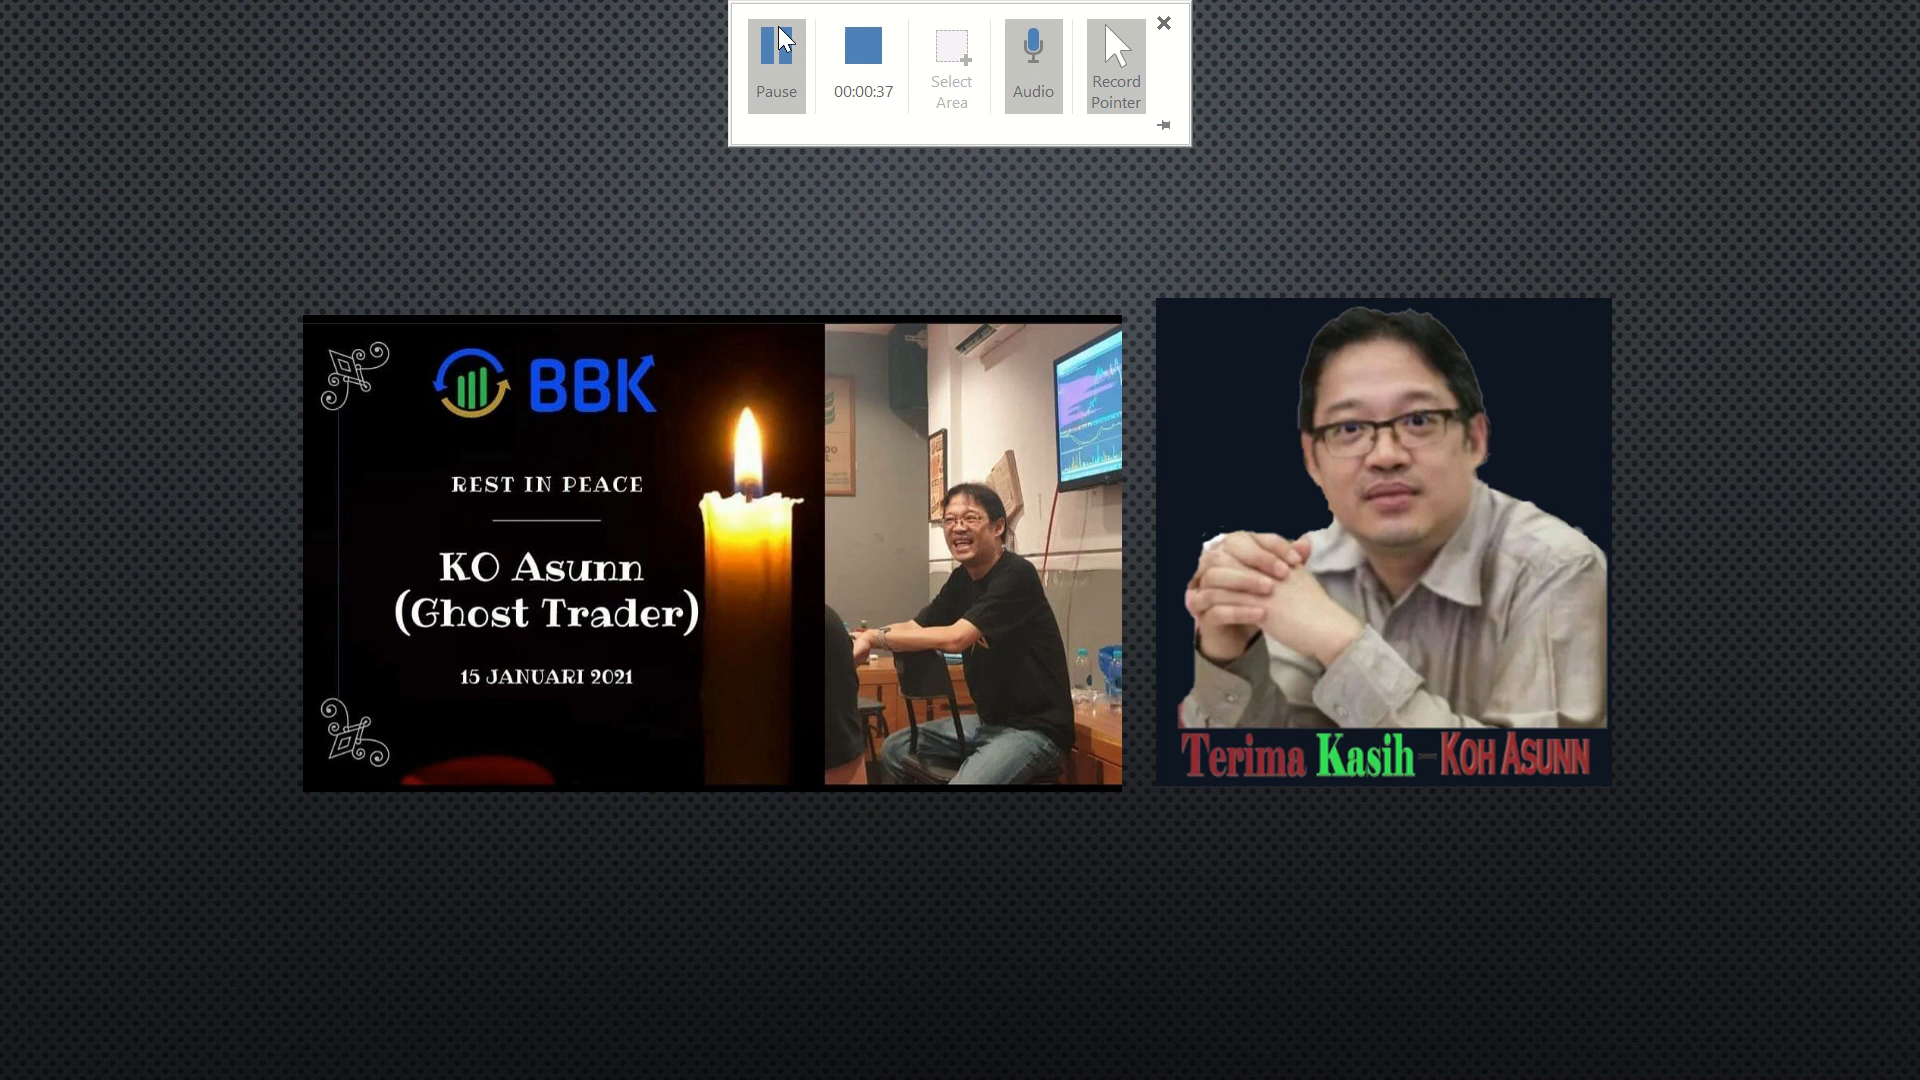 Pause
00:00:37
Select
Area
Audio
Record
Pointer
BBK
REST IN PEACE
KO Asunn
(Ghost Trader)
15 JANUARI 2021
Terima Kasih - KOH ASUNN